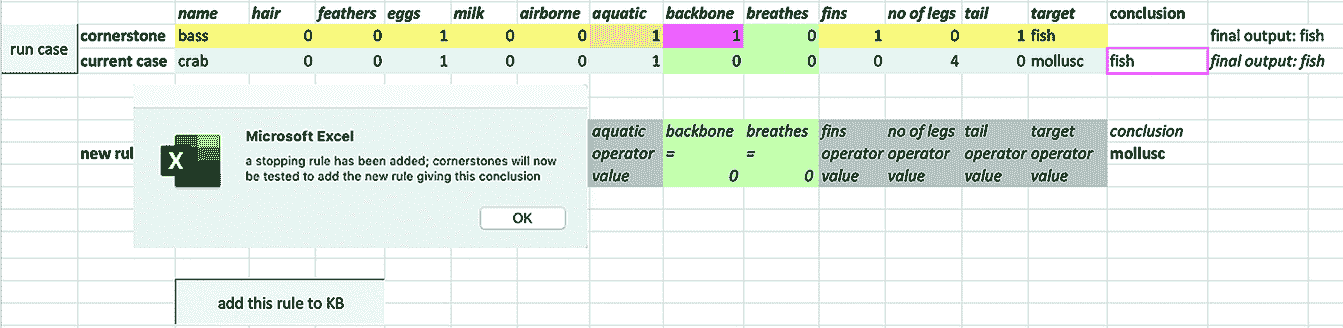 name hair feathers eggs milk airborne aquatic backbone breathes fins no of legs tail target conclusion
run case
cornerstone bass 0 0 1 0 0 1 1 0 1 0 1 fish final output: fish
current case crab 0 0 1 0 0 1 0 0 0 4 0 mollusc fish final output: fish
aquatic backbone breathes fins no of legs tail target conclusion
new rul operator = = operator operator operator operator mollusc
value 0 0 value value value value
Microsoft Excel
a stopping rule has been added; cornerstones will now
be tested to add the new rule giving this conclusion
X
OK
add this rule to KB